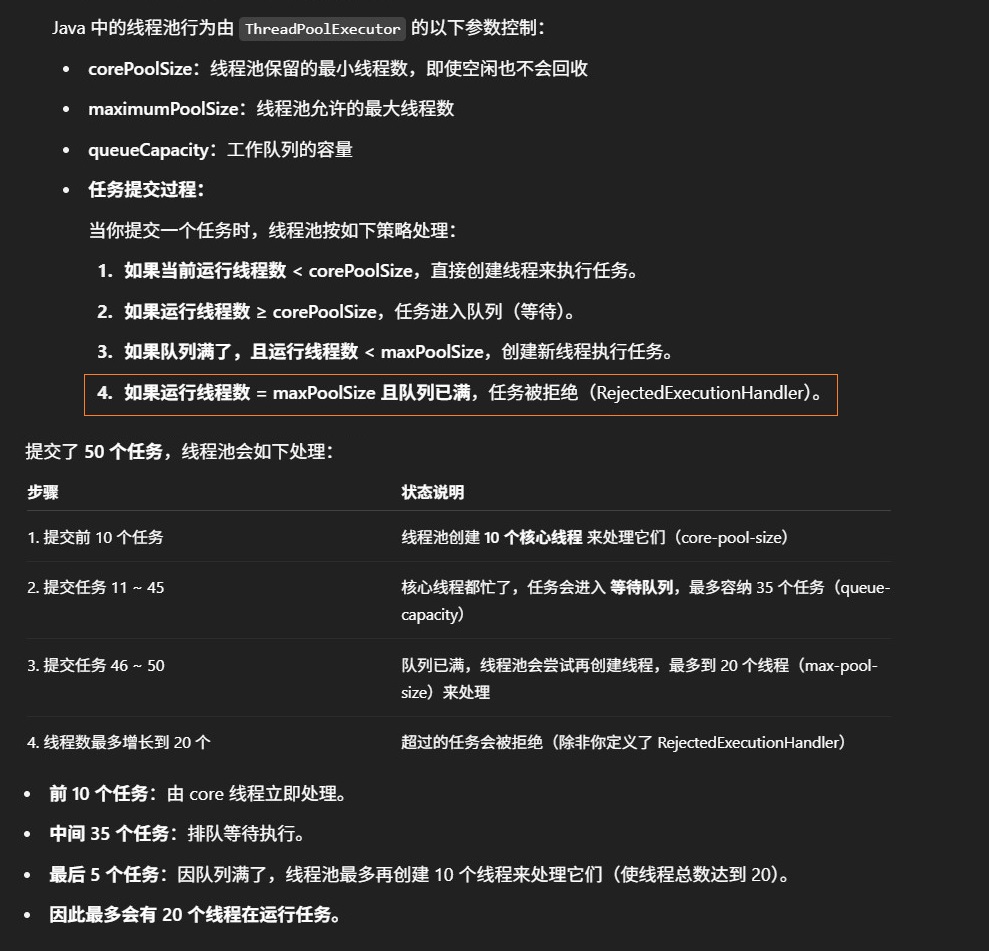 Java 中的线程池行为由 ThreadPoolExecutor 的以下参数控制：
• corePoolSize：线程池保留的最小线程数，即使空闲也不会回收
• maximumPoolSize：线程池允许的最大线程数
• queueCapacity：工作队列的容量
• 任务提交过程：
当你提交一个任务时，线程池按如下策略处理：
1. 如果当前运行线程数 < corePoolSize，直接创建线程来执行任务。
2. 如果运行线程数 ≥ corePoolSize，任务进入队列（等待）。
3. 如果队列满了，且运行线程数 < maxPoolSize，创建新线程执行任务。
4. 如果运行线程数 = maxPoolSize 且队列已满，任务被拒绝（RejectedExecutionHandler）。
提交了 50 个任务，线程池会如下处理：
步骤 状态说明
1. 提交前 10 个任务 线程池创建 10 个核心线程 来处理它们（core-pool-size）
2. 提交任务 11 ~ 45 核心线程都忙了，任务会进入 等待队列，最多容纳 35 个任务（queue-
capacity）
3. 提交任务 46 ~ 50 队列已满，线程池会尝试再创建线程，最多到 20 个线程（max-pool-
size）来处理
4. 线程数最多增长到 20 个 超过的任务会被拒绝（除非你定义了 RejectedExecutionHandler）
• 前 10 个任务：由 core 线程立即处理。
• 中间 35 个任务：排队等待执行。
• 最后 5 个任务：因队列满了，线程池最多再创建 10 个线程来处理它们（使线程总数达到 20）。
• 因此最多会有 20 个线程在运行任务。